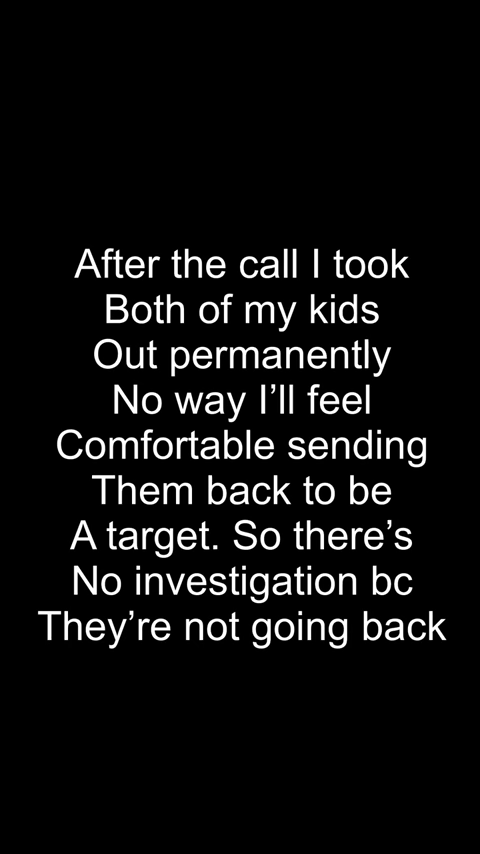 After the call I took
Both of my kids
Out permanently
No way I’ll feel
Comfortable sending
Them back to be
A target. So there’s
No investigation bc
They’re not going back